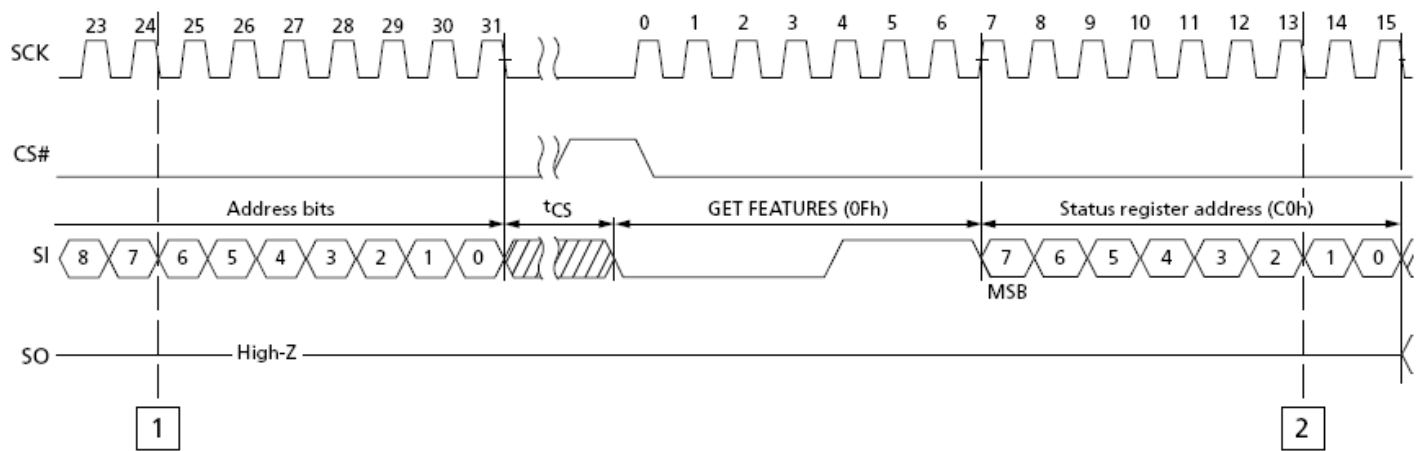 23 24 25 26 27 28 29 30 31 0 1 2 3 4 5 6 7 8 9 10 11 12 13 14 15
SCK
CS#
Address bits tCS GET FEATURES (0Fh) Status register address (C0h)
SI 8 7 6 5 4 3 2 1 0 7 6 5 4 3 2 1 0
MSB
SO High-Z
1 2